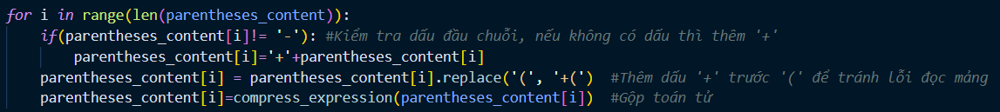 for i in range(len(parentheses_content)):
    if(parentheses_content[i]!= '-'): #Kiểm tra dấu đầu chuỗi, nếu không có dấu thì thêm '+'
        parentheses_content[i]='+'+parentheses_content[i]
    parentheses_content[i] = parentheses_content[i].replace('(', '+(')  #Thêm dấu '+' trước '(' để tránh lỗi đọc mảng
    parentheses_content[i]=compress_expression(parentheses_content[i])  #Gộp toán tử